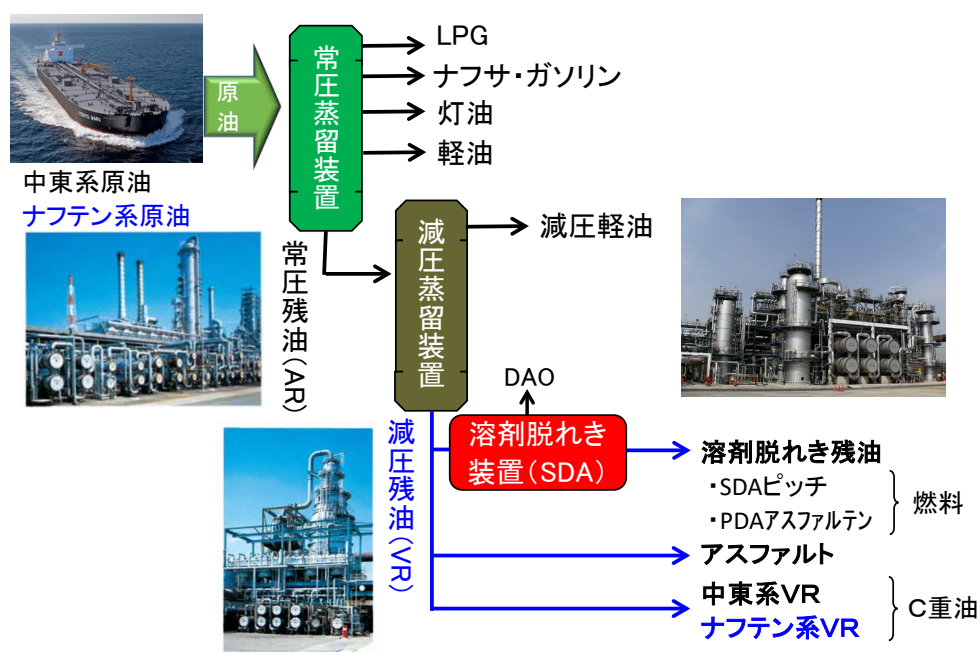 原
油
中東系原油
ナフテン系原油
常圧蒸留装置
LPG
ナフサ・ガソリン
灯油
軽油
常圧残油(AR)
減圧蒸留装置
減圧軽油
減圧残油(VR)
DAO
溶剤脱れき
装置(SDA)
溶剤脱れき残油
・SDAピッチ
・PDAアスファルテン
燃料
アスファルト
中東系VR
ナフテン系VR
C重油